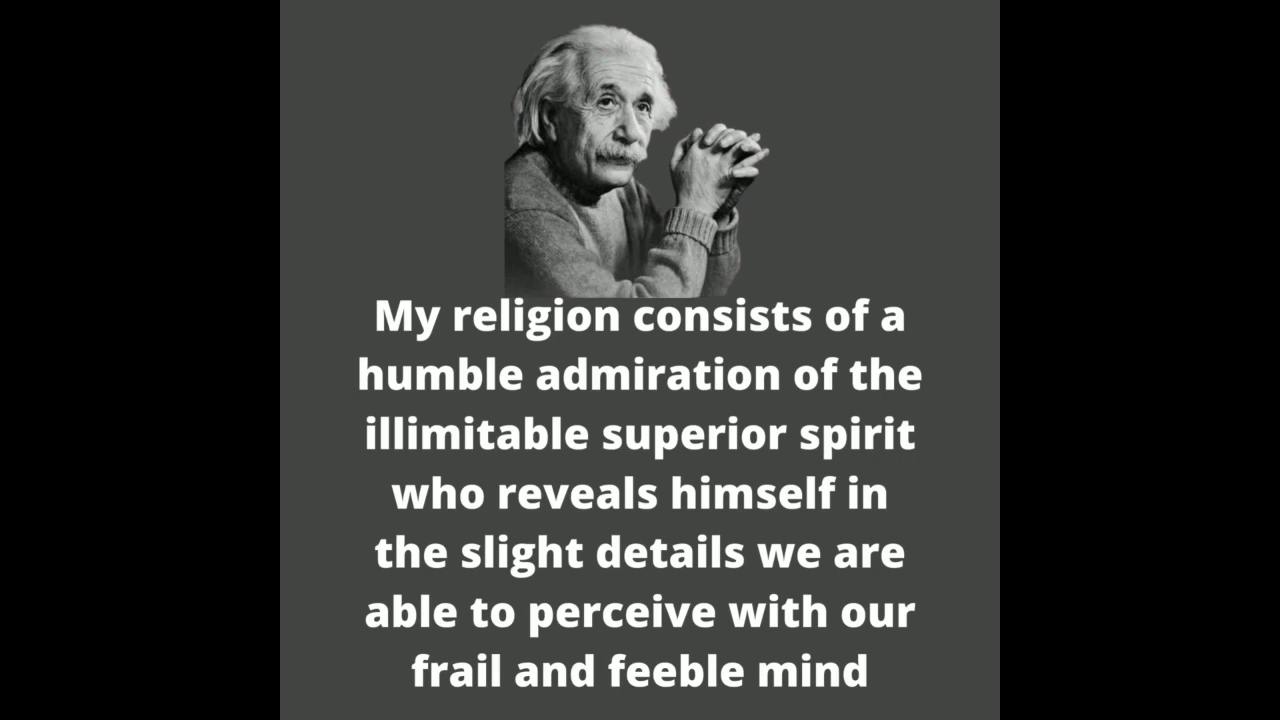 My religion consists of a
humble admiration of the
illimitable superior spirit
who reveals himself in
the slight details we are
able to perceive with our
frail and feeble mind